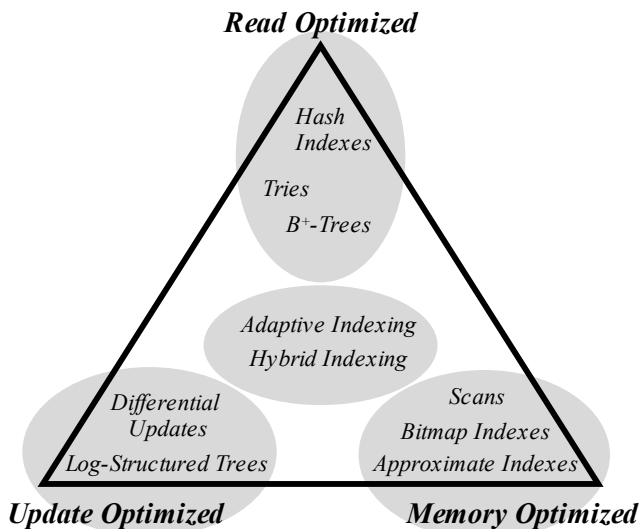 Read Optimized
Hash
Indexes
Tries
B⁺-Trees
Adaptive Indexing
Hybrid Indexing
Differential
Updates
Log-Structured Trees
Scans
Bitmap Indexes
Approximate Indexes
Update Optimized
Memory Optimized